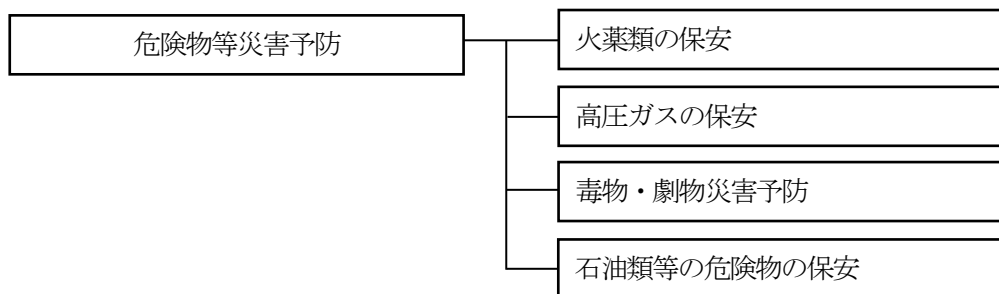 危険物等災害予防
火薬類の保安
高圧ガスの保安
毒物・劇物災害予防
石油類等の危険物の保安